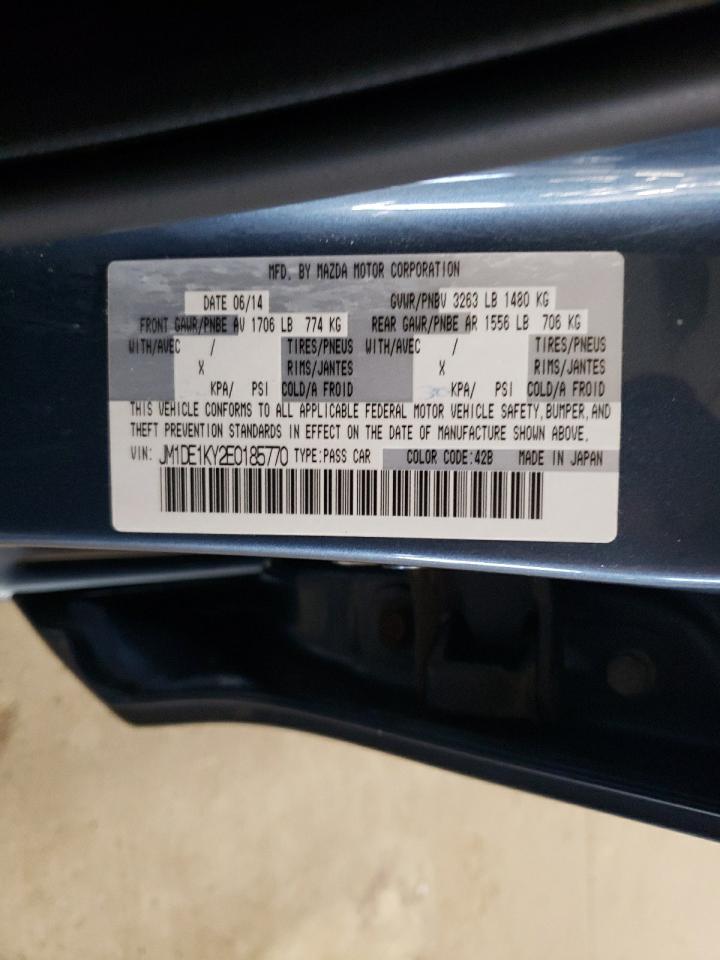 MFD. BY MAZDA MOTOR CORPORATION
DATE 06/14 GVWR/PNBV 3263 LB 1480 KG
FRONT GAWR/PNBE AV 1706 LB 774 KG REAR GAWR/PNBE AR 1556 LB 706 KG
WITH/AVEC / TIRES/PNEUS WITH/AVEC / TIRES/PNEUS
X RIMS/JANTES X RIMS/JANTES
KPA/ PSI COLD/A FROID KPA/ PSI COLD/A FROID
THIS VEHICLE CONFORMS TO ALL APPLICABLE FEDERAL MOTOR VEHICLE SAFETY, BUMPER, AND
THEFT PREVENTION STANDARDS IN EFFECT ON THE DATE OF MANUFACTURE SHOWN ABOVE.
VIN: JM1DE1KY2E0185770 TYPE:PASS CAR COLOR CODE:42B MADE IN JAPAN